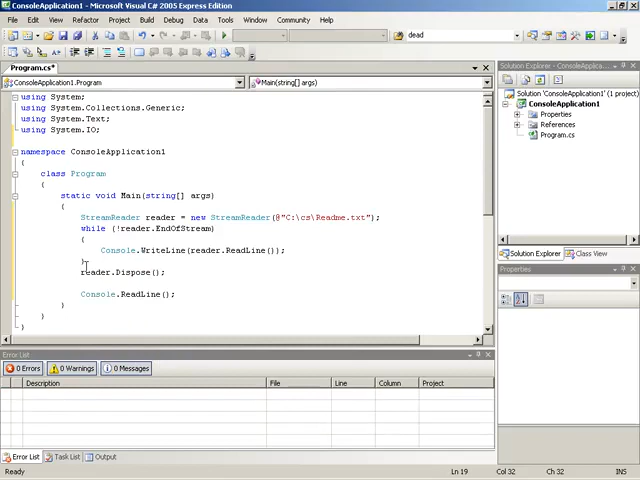 ConsoleApplication1 - Microsoft Visual C# 2005 Express Edition
File Edit View Refactor Project Build Debug Data Tools Window Community Help
dead
Program.cs*
ConsoleApplication1.Program
Main(string[] args)
using System;
using System.Collections.Generic;
using System.Text;
using System.IO;
namespace ConsoleApplication1
{
class Program
{
static void Main(string[] args)
{
StreamReader reader = new StreamReader(@"C:\cs\Readme.txt");
while (!reader.EndOfStream)
{
Console.WriteLine(reader.ReadLine());
}
reader.Dispose();
Console.ReadLine();
}
}
}
Solution Explorer - ConsoleApplica...
Solution 'ConsoleApplication1' (1 project)
ConsoleApplication1
Properties
References
Program.cs
Solution Explorer
Class View
Properties
Error List
0 Errors
0 Warnings
0 Messages
Description File Line Column Project
Error List
Task List
Output
Ready Ln 19 Col 32 Ch 32